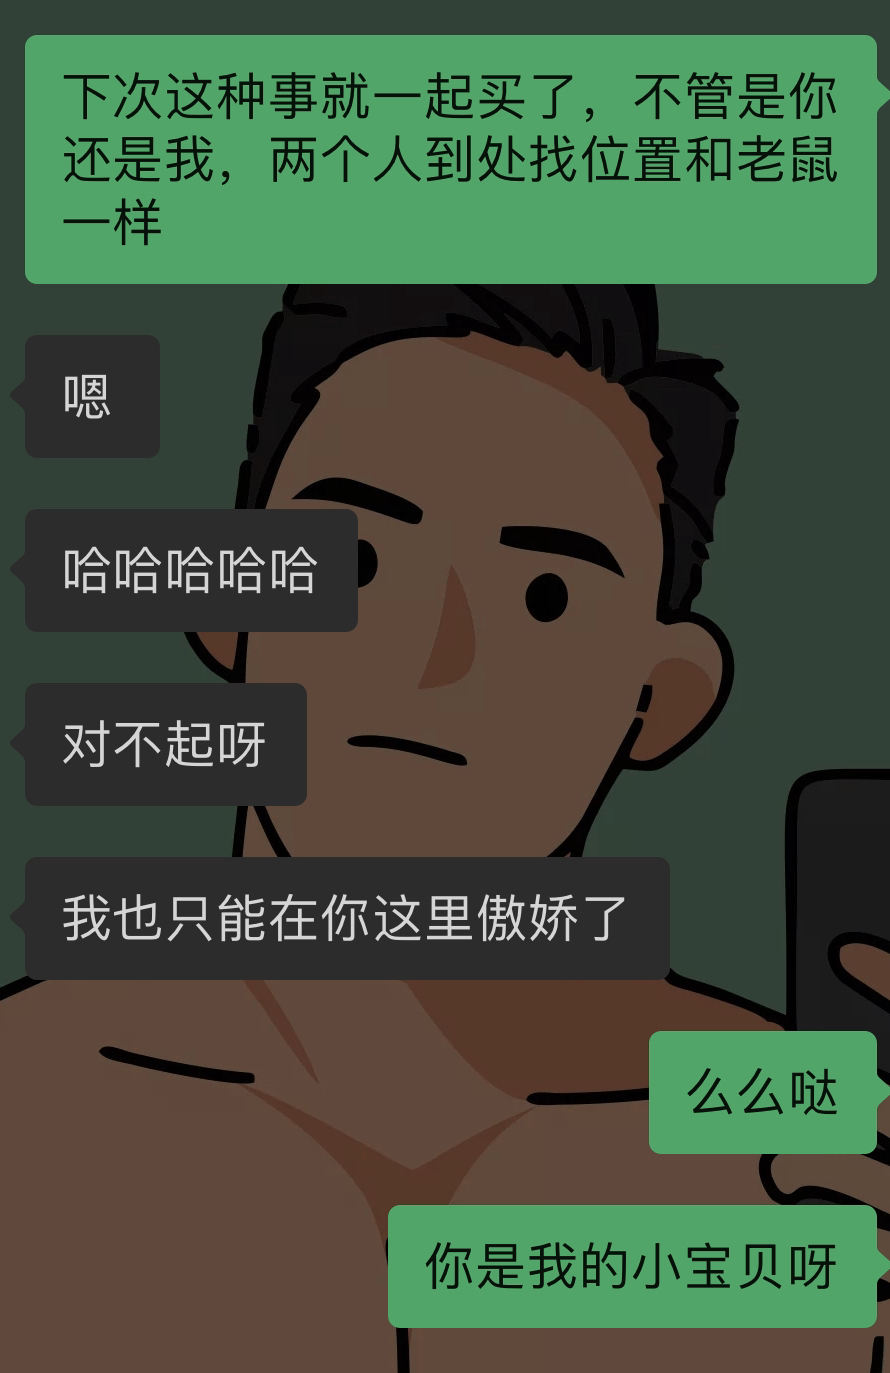 下次这种事就一起买了，不管是你
还是我，两个人到处找位置和老鼠
一样
嗯
哈哈哈哈哈
对不起呀
我也只能在你这里傲娇了
么么哒
你是我的小宝贝呀